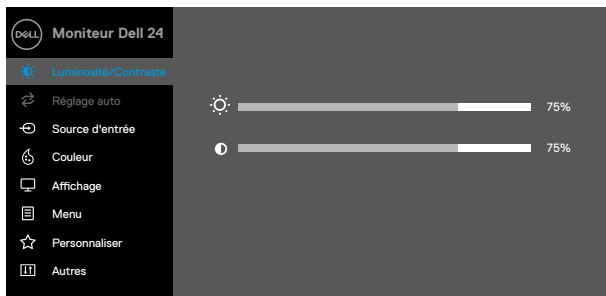 DELL Moniteur Dell 24
Luminosité/Contraste
Réglage auto
75%
Source d'entrée
Couleur
75%
Affichage
Menu
Personnaliser
Autres